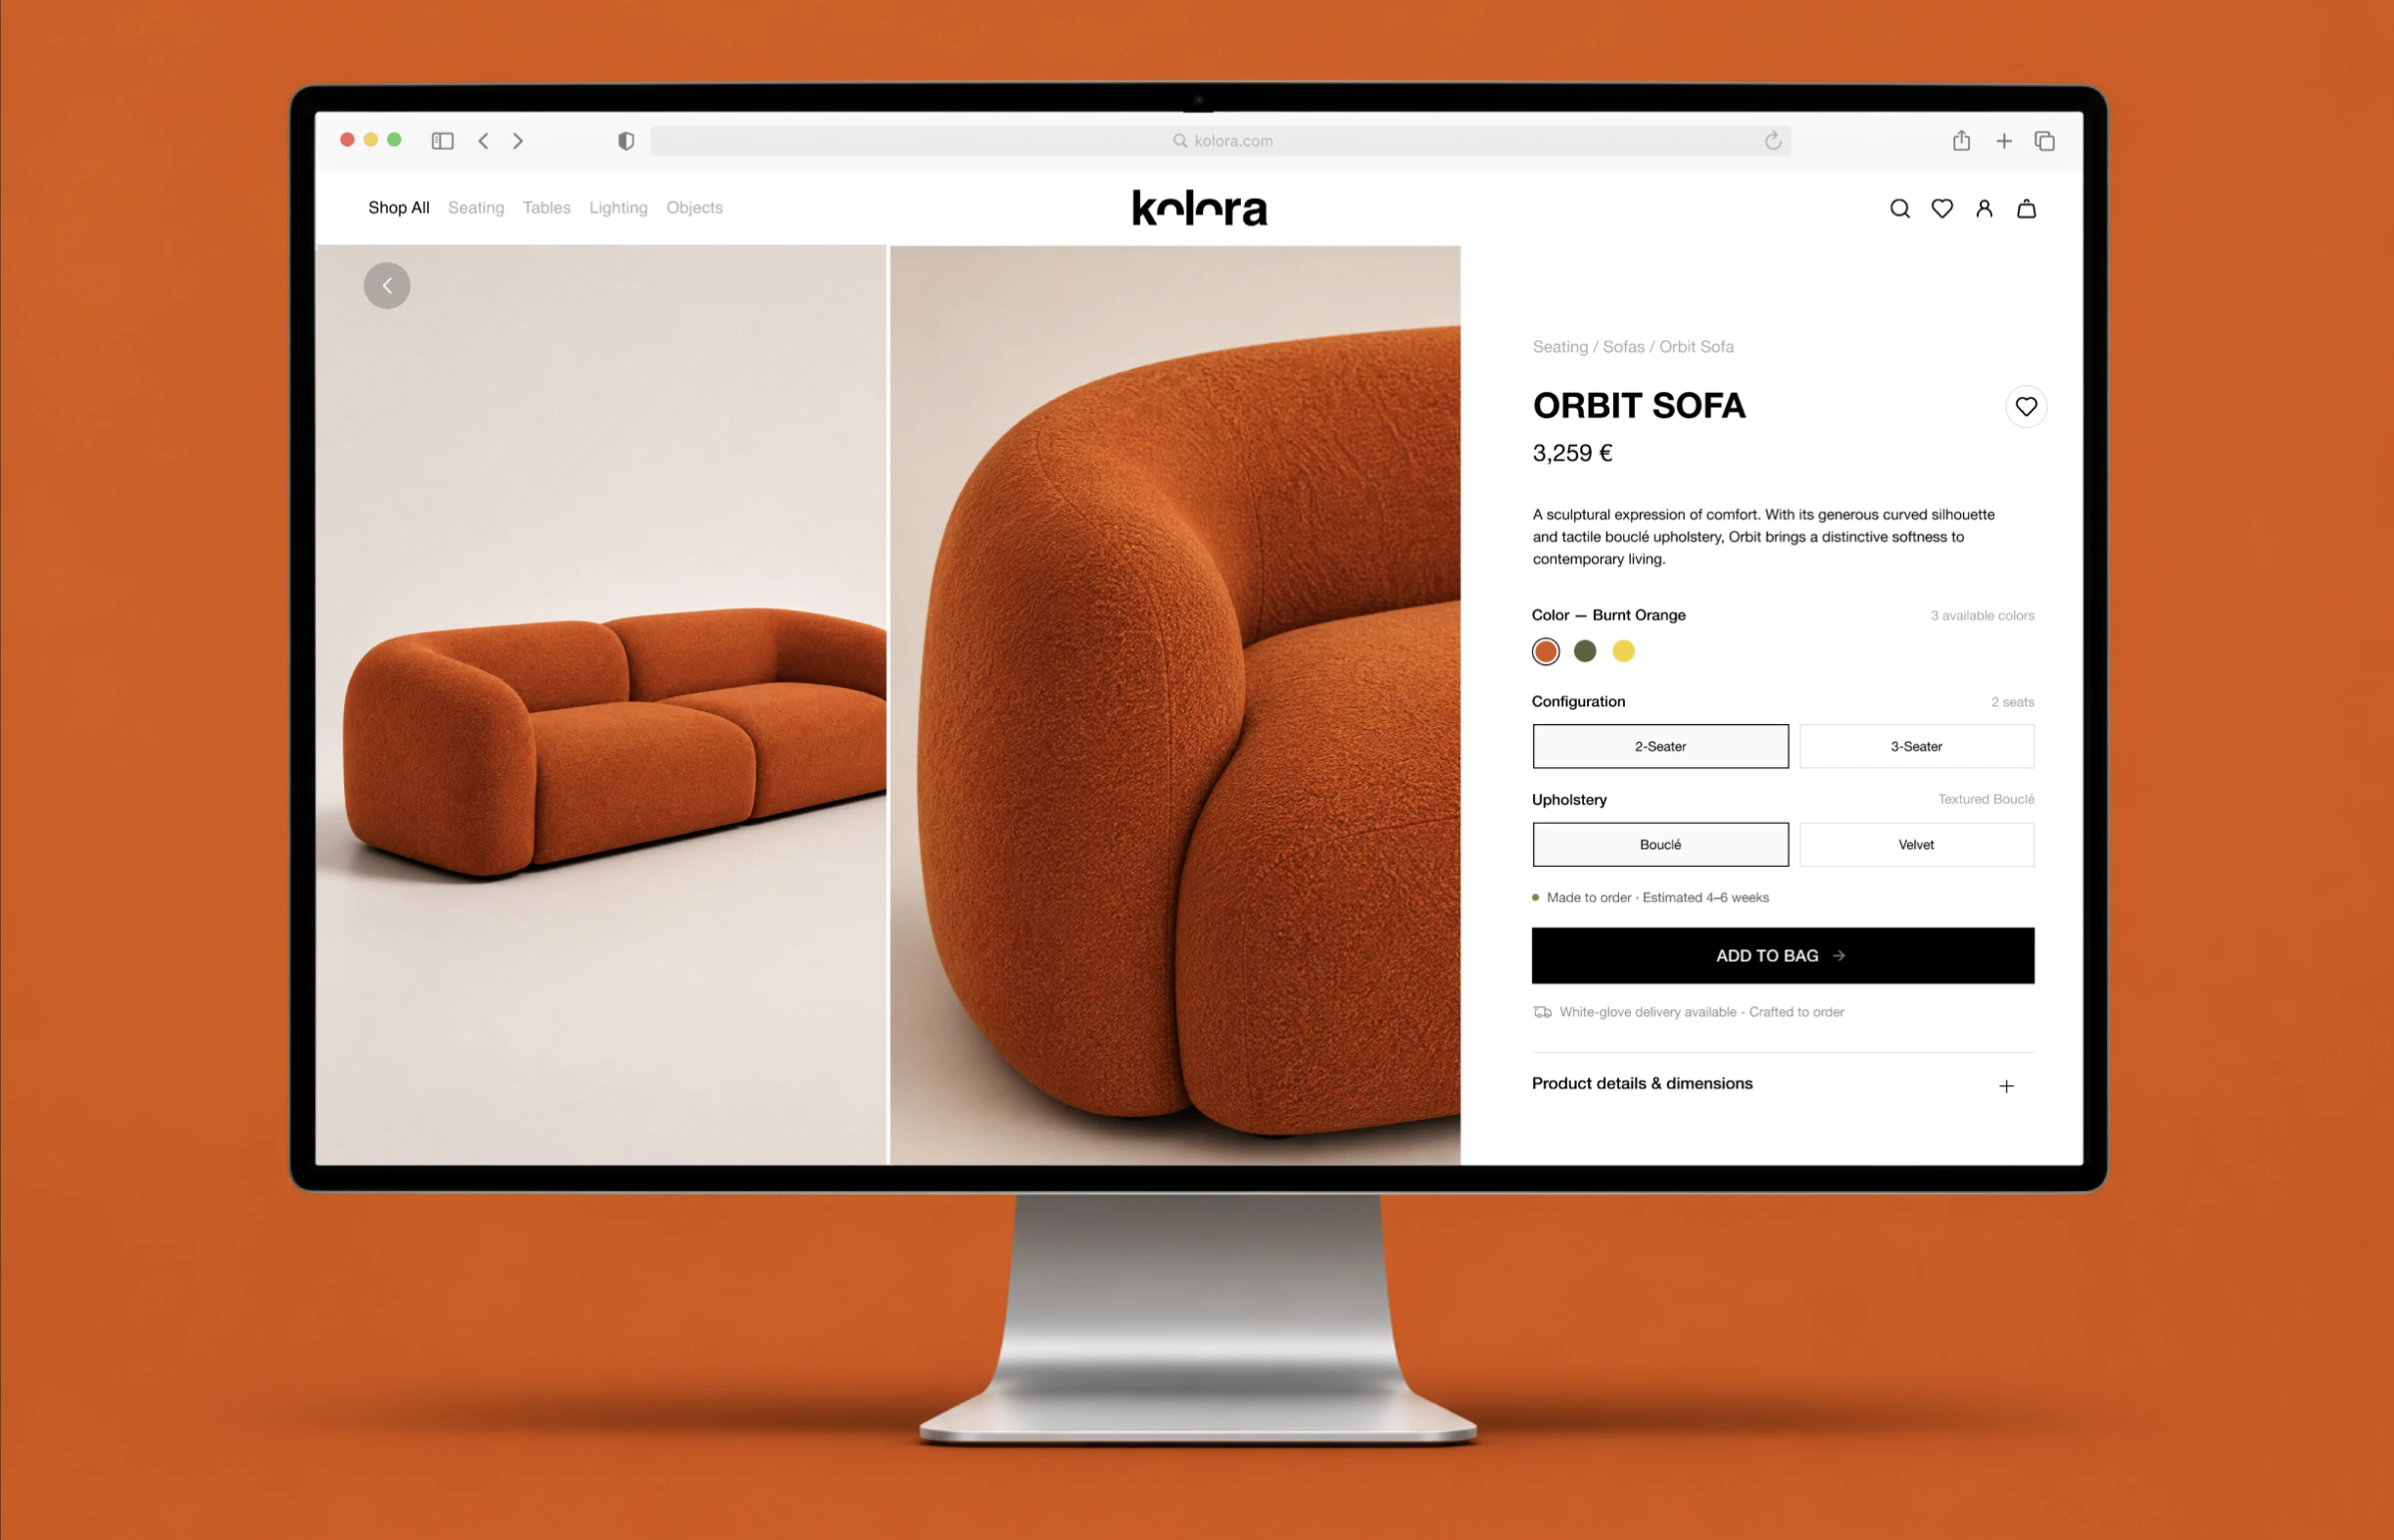 kolora.com
Shop All Seating Tables Lighting Objects
kolora
Seating / Sofas / Orbit Sofa
ORBIT SOFA
3,259 €
A sculptural expression of comfort. With its generous curved silhouette
and tactile bouclé upholstery, Orbit brings a distinctive softness to
contemporary living.
Color — Burnt Orange
3 available colors
Configuration
2 seats
2-Seater
3-Seater
Upholstery
Textured Bouclé
Bouclé
Velvet
Made to order · Estimated 4–6 weeks
ADD TO BAG →
White-glove delivery available - Crafted to order
Product details & dimensions +